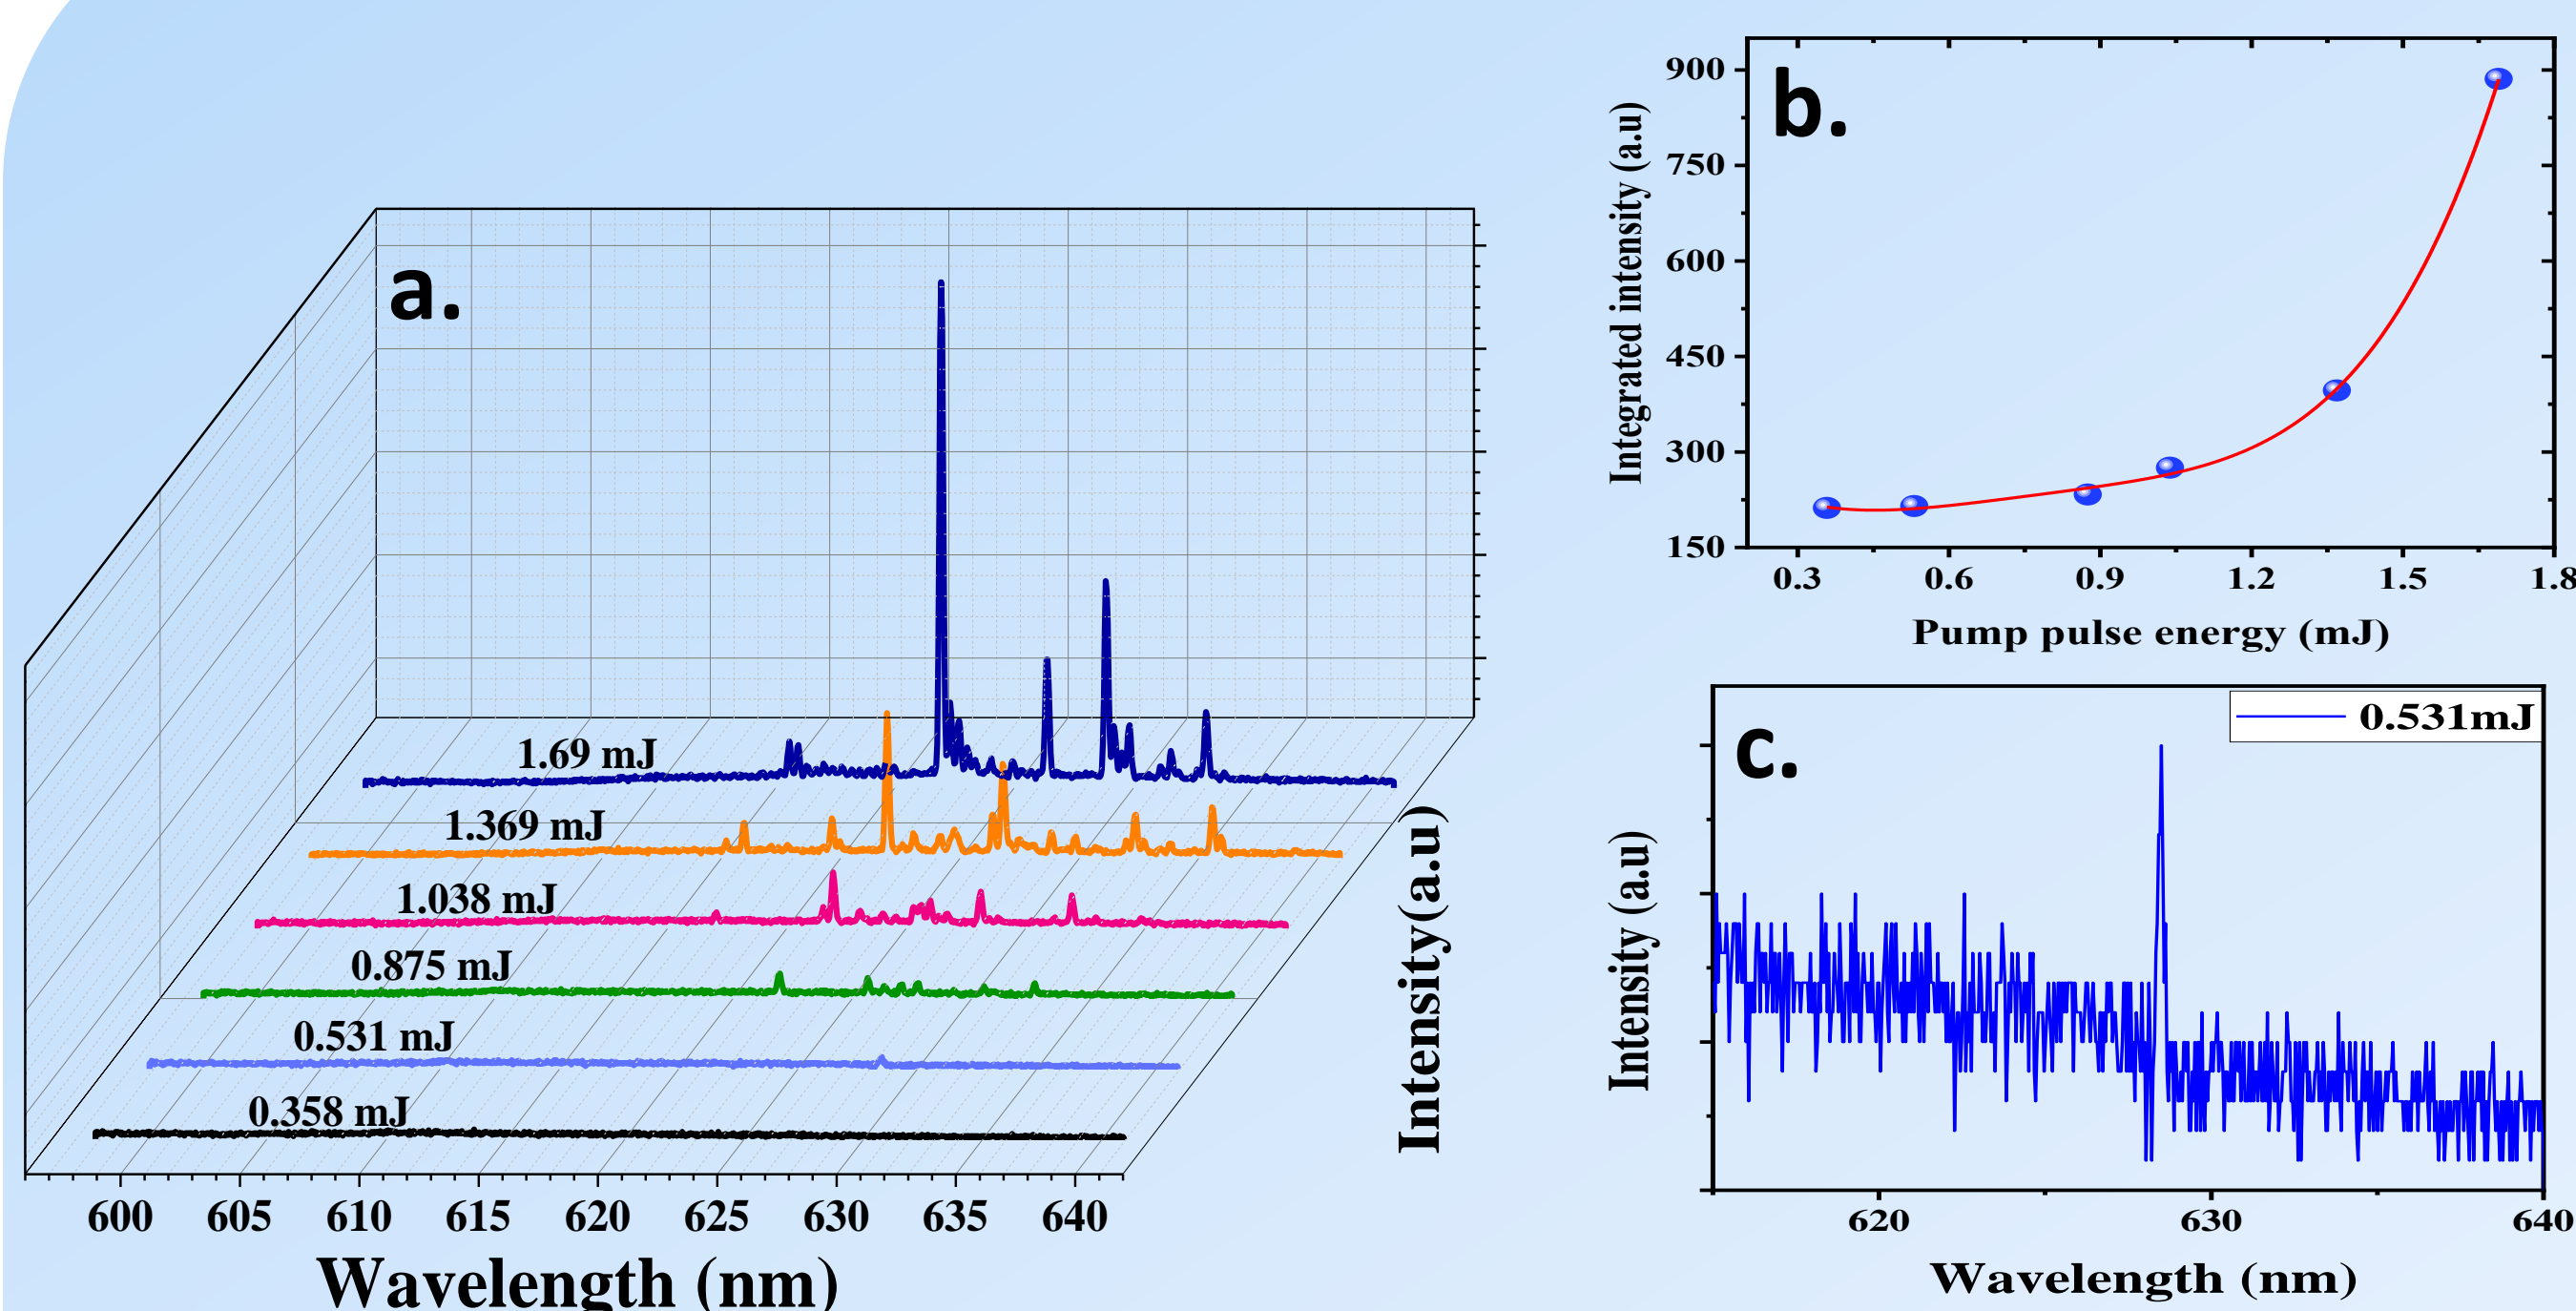 a.
1.69 mJ
1.369 mJ
1.038 mJ
0.875 mJ
0.531 mJ
0.358 mJ
600 605 610 615 620 625 630 635 640
Wavelength (nm)
Intensity(a.u)
b.
900
750
600
450
300
150
0.3 0.6 0.9 1.2 1.5 1.8
Integrated intensity (a.u)
Pump pulse energy (mJ)
c.
0.531mJ
Intensity (a.u)
620 630 640
Wavelength (nm)